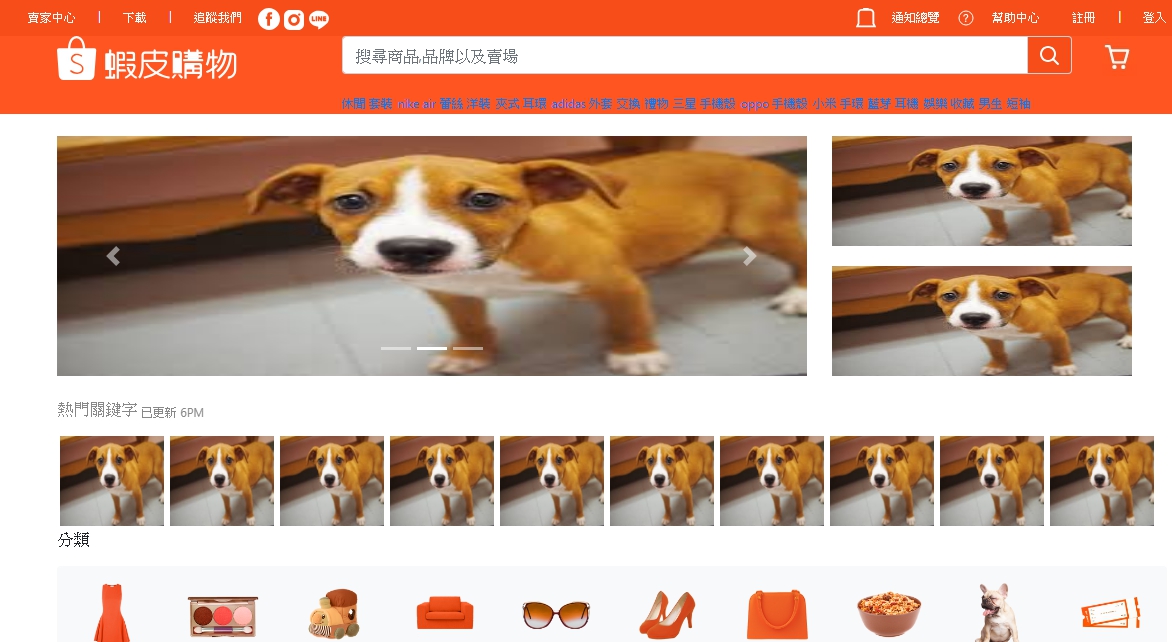 賣家中心 | 下載 | 追蹤我們 LINE 通知總覽 ? 幫助中心 註冊 | 登入
S 蝦皮購物
搜尋商品,品牌以及賣場
休閒 套裝 nike air 蕾絲 洋裝 夾式 耳環 adidas 外套 交換 禮物 三星 手機殼 oppo 手機殼 小米 手環 藍芽 耳機 娛樂 收藏 男生 短袖
熱門關鍵字 已更新 6PM
分類